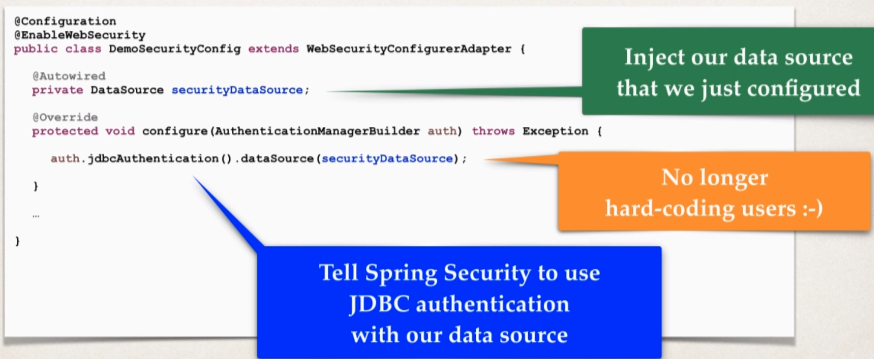 @Configuration
@EnableWebSecurity
public class DemoSecurityConfig extends WebSecurityConfigurerAdapter {
@Autowired
private DataSource securityDataSource;
@Override
protected void configure(AuthenticationManagerBuilder auth) throws Exception {
auth.jdbcAuthentication().dataSource(securityDataSource);
}
…
}
Inject our data source
that we just configured
No longer
hard-coding users :-)
Tell Spring Security to use
JDBC authentication
with our data source